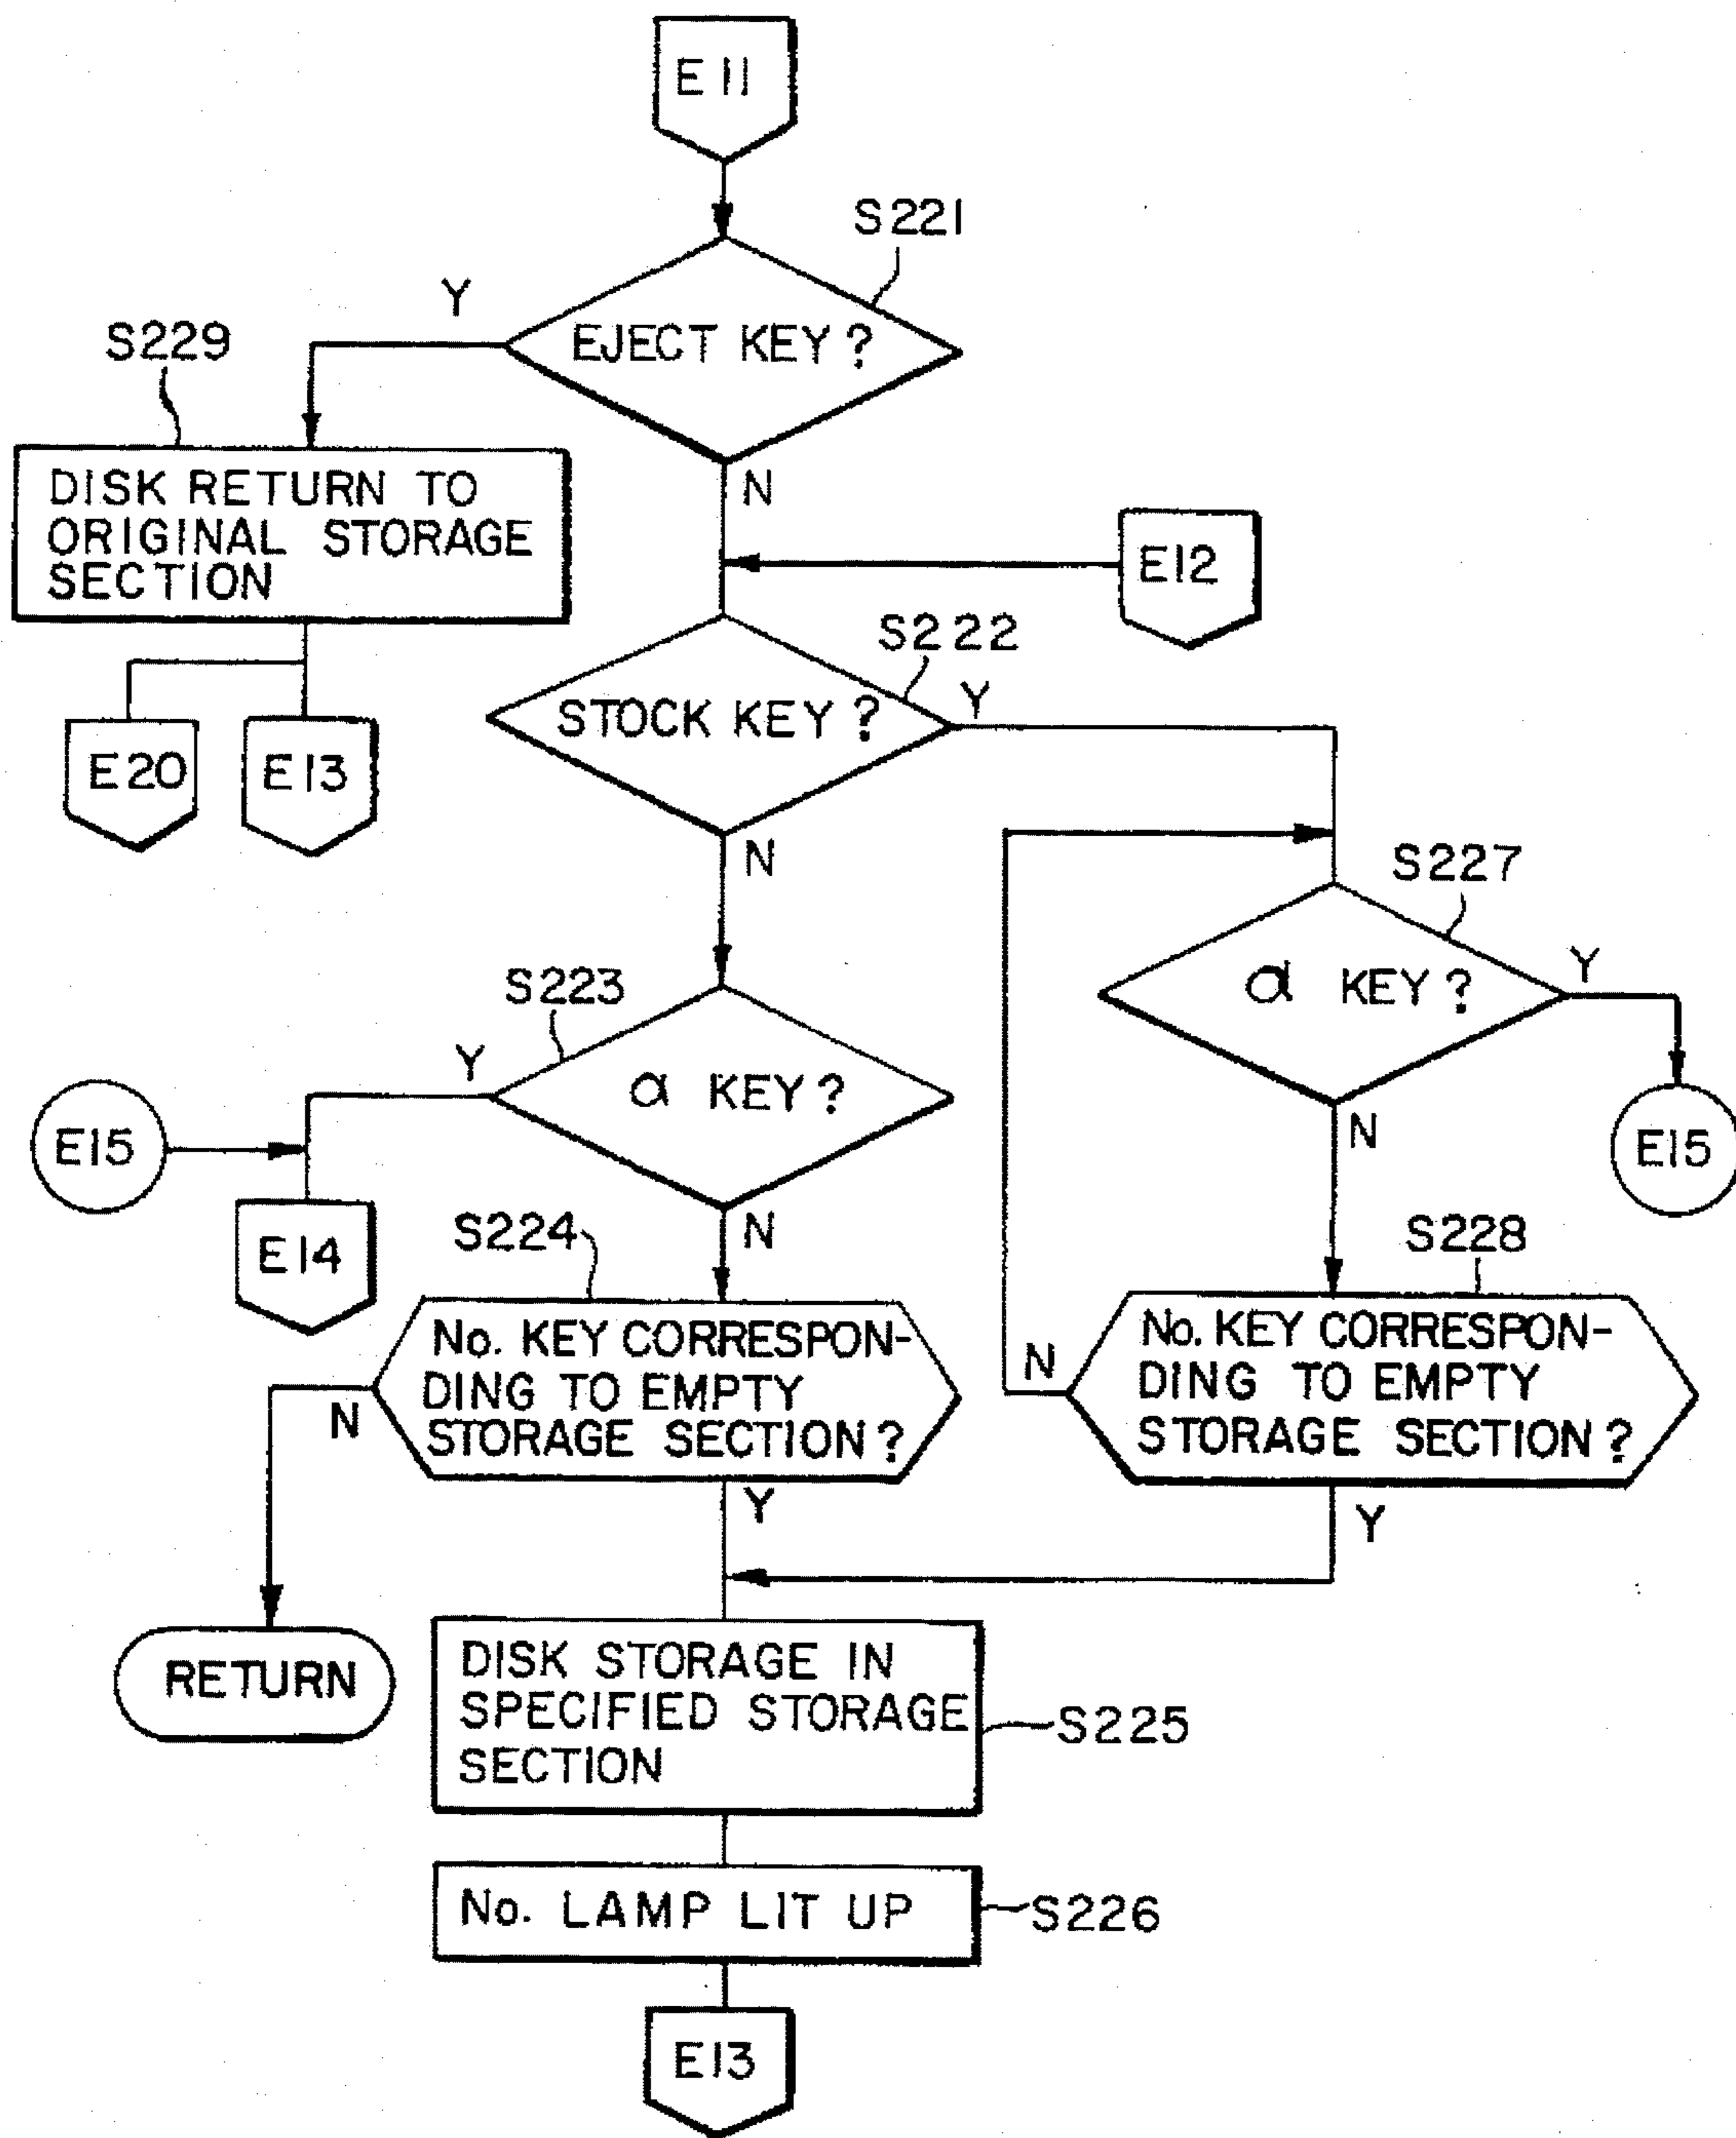 E11
S221
Y
EJECT KEY?
S229
N
DISK RETURN TO
ORIGINAL STORAGE
SECTION
E12
S222
Y
STOCK KEY?
E20
E13
N
S227
Y
α KEY?
S223
Y
α KEY?
E15
N
E15
E14
N
S224
S228
No. KEY CORRESPON-
DING TO EMPTY
STORAGE SECTION?
N
No. KEY CORRESPON-
DING TO EMPTY
STORAGE SECTION?
N
Y
Y
RETURN
DISK STORAGE IN
SPECIFIED STORAGE
SECTION
S225
No. LAMP LIT UP
S226
E13